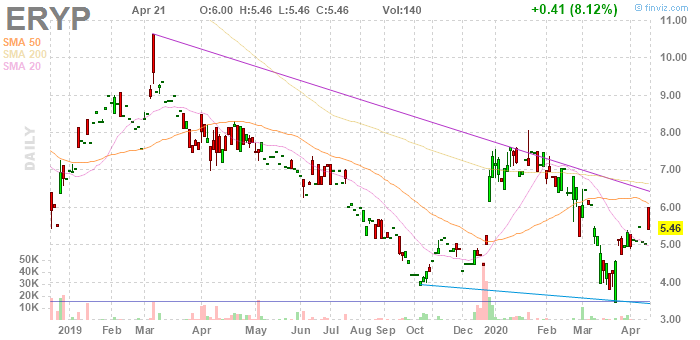 ERYP
Apr 21 O:6.00 H:5.46 L:5.46 C:5.46 Vol:140 +0.41 (8.12%)
© finviz.com
SMA 50
SMA 200
SMA 20
DAILY
11.00
10.00
9.00
8.00
7.00
6.00
5.46
5.00
4.00
3.00
50K
40K
30K
20K
10K
2019 Feb Mar Apr May Jun Jul Aug Sep Oct Dec 2020 Feb Mar Apr